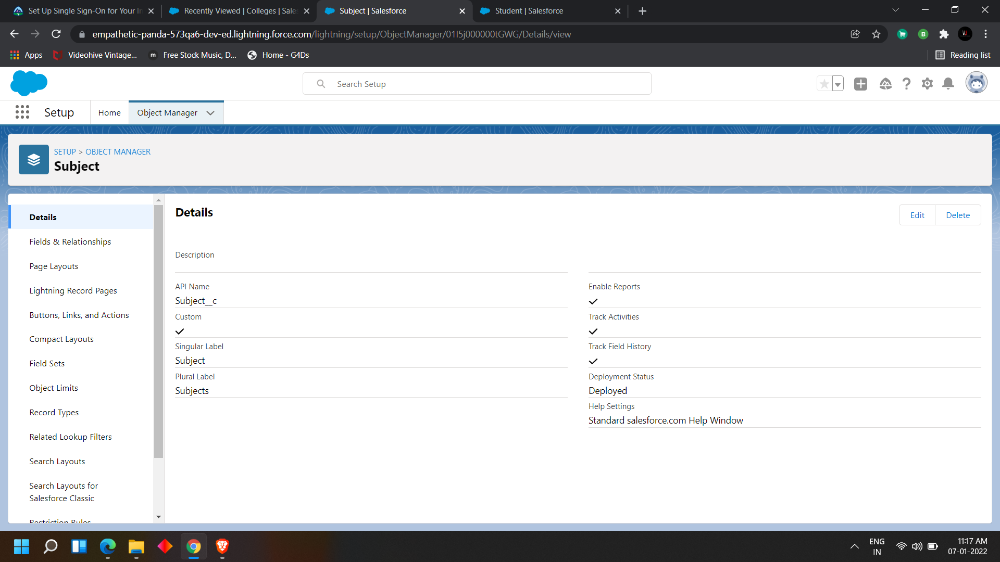 Set Up Single Sign-On for Your In
Recently Viewed | Colleges | Sales
Subject | Salesforce
Student | Salesforce
empathetic-panda-573qa6-dev-ed.lightning.force.com/lightning/setup/ObjectManager/01I5j000000tGWG/Details/view
Apps
Videohive Vintage...
Free Stock Music, D...
Home - G4Ds
Reading list
Search Setup
Setup
Home
Object Manager
SETUP > OBJECT MANAGER
Subject
Details
Fields & Relationships
Page Layouts
Lightning Record Pages
Buttons, Links, and Actions
Compact Layouts
Field Sets
Object Limits
Record Types
Related Lookup Filters
Search Layouts
Search Layouts for
Salesforce Classic
Restriction Rules
Details
Edit
Delete
Description
API Name
Subject__c
Custom
Singular Label
Subject
Plural Label
Subjects
Enable Reports
Track Activities
Track Field History
Deployment Status
Deployed
Help Settings
Standard salesforce.com Help Window
ENG
IN
11:17 AM
07-01-2022